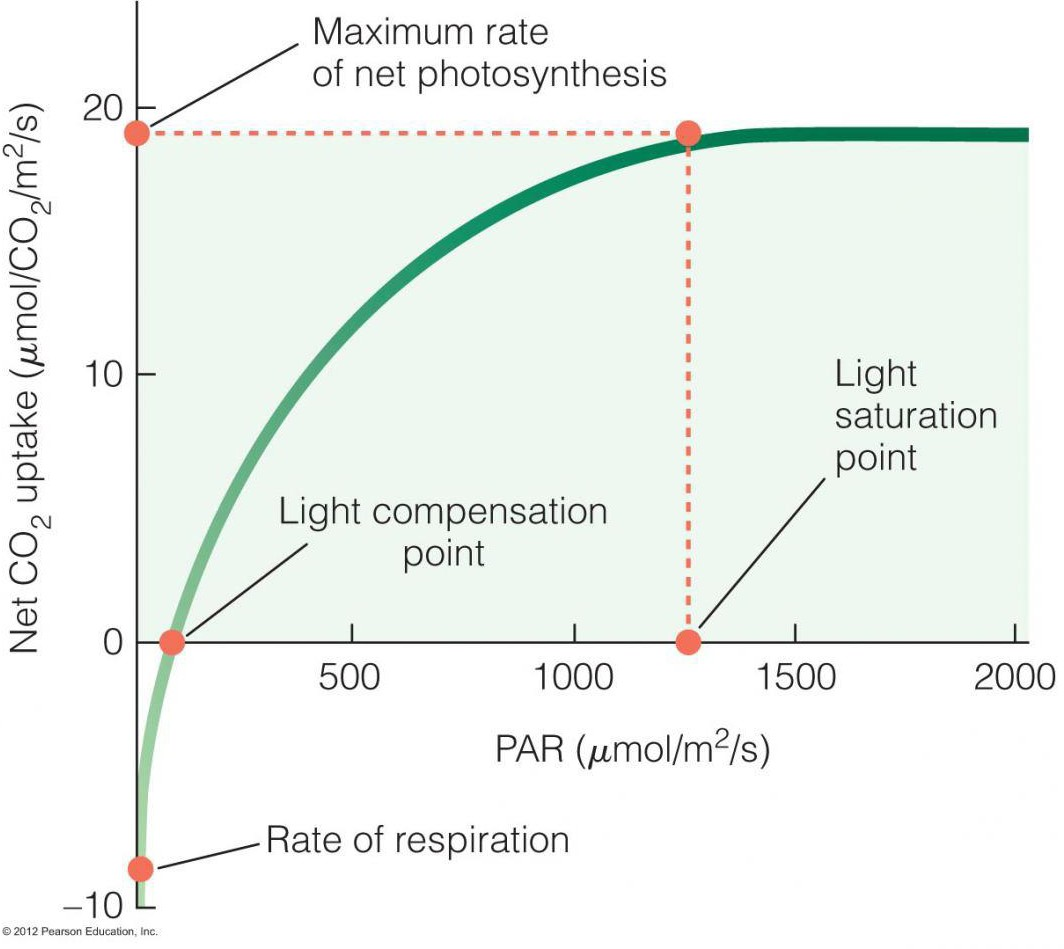 Maximum rate
of net photosynthesis
20
Net CO₂ uptake (μmol/CO₂/m²/s)
10
Light
saturation
point
Light compensation
point
0
500
1000
1500
2000
PAR (μmol/m²/s)
Rate of respiration
–10
© 2012 Pearson Education, Inc.